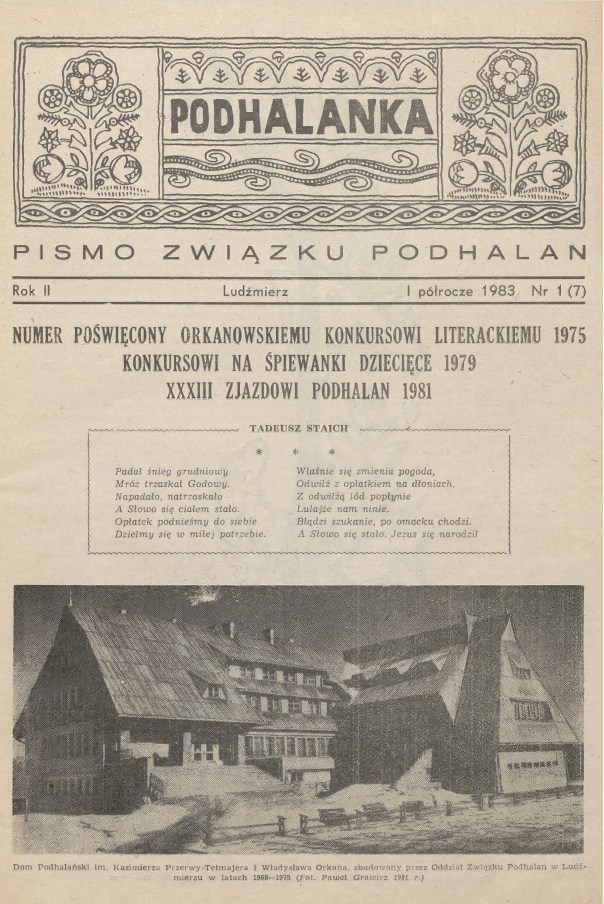 PODHALANKA
PISMO ZWIĄZKU PODHALAN
Rok II Ludźmierz I półrocze 1983 Nr 1 (7)
NUMER POŚWIĘCONY ORKANOWSKIEMU KONKURSOWI LITERACKIEMU 1975
KONKURSOWI NA ŚPIEWANKI DZIECIĘCE 1979
XXXIII ZJAZDOWI PODHALAN 1981
TADEUSZ STAICH
* * *
Padał śnieg grudniowy
Mróz trzaskał Godowy.
Napadało, natrzaskało
A Słowo się ciałem stało.
Opłatek podnieśmy do siebie
Dzielmy się w miłej potrzebie.
Właśnie się zmienia pogoda,
Odwilż z opłatkiem na dłoniach.
Z odwilżą lód popłynie
Lulajże nam ninie.
Błądzi szukanie, po omacku chodzi.
A Słowo się stało. Jezus się narodził
Dom Podhalański im. Kazimierza Przerwy-Tetmajera i Władysława Orkana, zbudowany przez Oddział Związku Podhalan w Ludź-
mierzu w latach 1968—1975 (Fot. Paweł Grawicz 1981 r.)